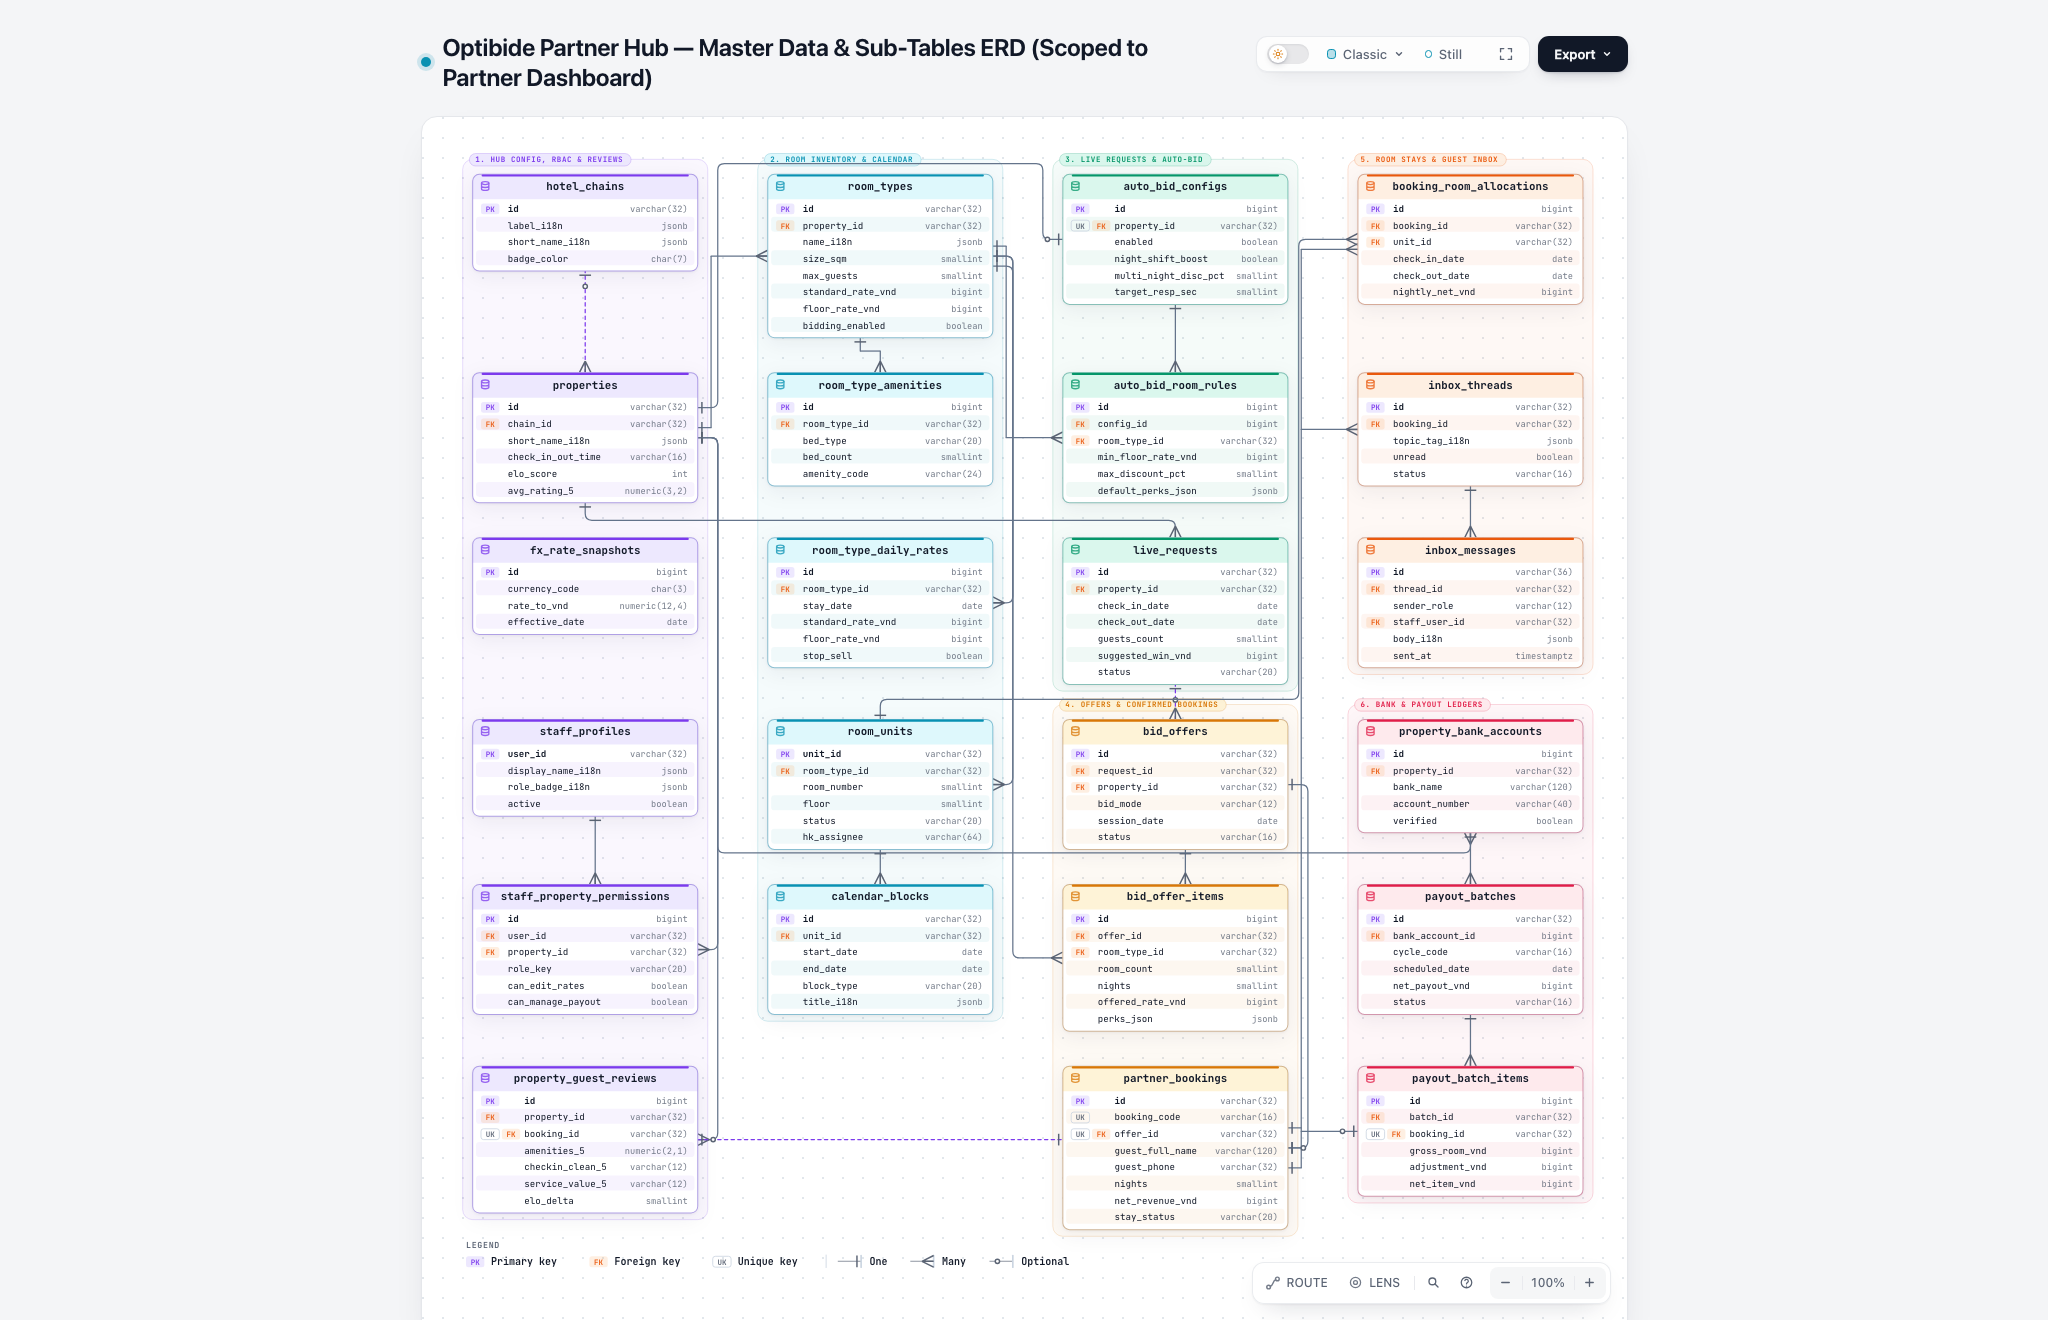 Optibide Partner Hub — Master Data & Sub-Tables ERD (Scoped to
Partner Dashboard)
Classic
Still
Export
1. HUB CONFIG, RBAC & REVIEWS
hotel_chains
PK id varchar(32)
label_i18n jsonb
short_name_i18n jsonb
badge_color char(7)
properties
PK id varchar(32)
FK chain_id varchar(32)
short_name_i18n jsonb
check_in_out_time varchar(16)
elo_score int
avg_rating_5 numeric(3,2)
fx_rate_snapshots
PK id bigint
currency_code char(3)
rate_to_vnd numeric(12,4)
effective_date date
staff_profiles
PK user_id varchar(32)
display_name_i18n jsonb
role_badge_i18n jsonb
active boolean
staff_property_permissions
PK id bigint
FK user_id varchar(32)
FK property_id varchar(32)
role_key varchar(20)
can_edit_rates boolean
can_manage_payout boolean
property_guest_reviews
PK id bigint
FK property_id varchar(32)
UK FK booking_id varchar(32)
amenities_5 numeric(2,1)
checkin_clean_5 varchar(12)
service_value_5 varchar(12)
elo_delta smallint
2. ROOM INVENTORY & CALENDAR
room_types
PK id varchar(32)
FK property_id varchar(32)
name_i18n jsonb
size_sqm smallint
max_guests smallint
standard_rate_vnd bigint
floor_rate_vnd bigint
bidding_enabled boolean
room_type_amenities
PK id bigint
FK room_type_id varchar(32)
bed_type varchar(20)
bed_count smallint
amenity_code varchar(24)
room_type_daily_rates
PK id bigint
FK room_type_id varchar(32)
stay_date date
standard_rate_vnd bigint
floor_rate_vnd bigint
stop_sell boolean
room_units
PK unit_id varchar(32)
FK room_type_id varchar(32)
room_number smallint
floor smallint
status varchar(20)
hk_assignee varchar(64)
calendar_blocks
PK id varchar(32)
FK unit_id varchar(32)
start_date date
end_date date
block_type varchar(20)
title_i18n jsonb
3. LIVE REQUESTS & AUTO-BID
auto_bid_configs
PK id bigint
UK FK property_id varchar(32)
enabled boolean
night_shift_boost boolean
multi_night_disc_pct smallint
target_resp_sec smallint
auto_bid_room_rules
PK id bigint
FK config_id bigint
FK room_type_id varchar(32)
min_floor_rate_vnd bigint
max_discount_pct smallint
default_perks_json jsonb
live_requests
PK id varchar(32)
FK property_id varchar(32)
check_in_date date
check_out_date date
guests_count smallint
suggested_win_vnd bigint
status varchar(20)
4. OFFERS & CONFIRMED BOOKINGS
bid_offers
PK id varchar(32)
FK request_id varchar(32)
FK property_id varchar(32)
bid_mode varchar(12)
session_date date
status varchar(16)
bid_offer_items
PK id bigint
FK offer_id varchar(32)
FK room_type_id varchar(32)
room_count smallint
nights smallint
offered_rate_vnd bigint
perks_json jsonb
partner_bookings
PK id varchar(32)
UK booking_code varchar(16)
UK FK offer_id varchar(32)
guest_full_name varchar(120)
guest_phone varchar(32)
nights smallint
net_revenue_vnd bigint
stay_status varchar(20)
5. ROOM STAYS & GUEST INBOX
booking_room_allocations
PK id bigint
FK booking_id varchar(32)
FK unit_id varchar(32)
check_in_date date
check_out_date date
nightly_net_vnd bigint
inbox_threads
PK id varchar(32)
FK booking_id varchar(32)
topic_tag_i18n jsonb
unread boolean
status varchar(16)
inbox_messages
PK id varchar(36)
FK thread_id varchar(32)
sender_role varchar(12)
FK staff_user_id varchar(32)
body_i18n jsonb
sent_at timestamptz
6. BANK & PAYOUT LEDGERS
property_bank_accounts
PK id bigint
FK property_id varchar(32)
bank_name varchar(120)
account_number varchar(40)
verified boolean
payout_batches
PK id varchar(32)
FK bank_account_id bigint
cycle_code varchar(16)
scheduled_date date
net_payout_vnd bigint
status varchar(16)
payout_batch_items
PK id bigint
FK batch_id varchar(32)
UK FK booking_id varchar(32)
gross_room_vnd bigint
adjustment_vnd bigint
net_item_vnd bigint
LEGEND
PK Primary key FK Foreign key UK Unique key One Many Optional
ROUTE LENS 100%